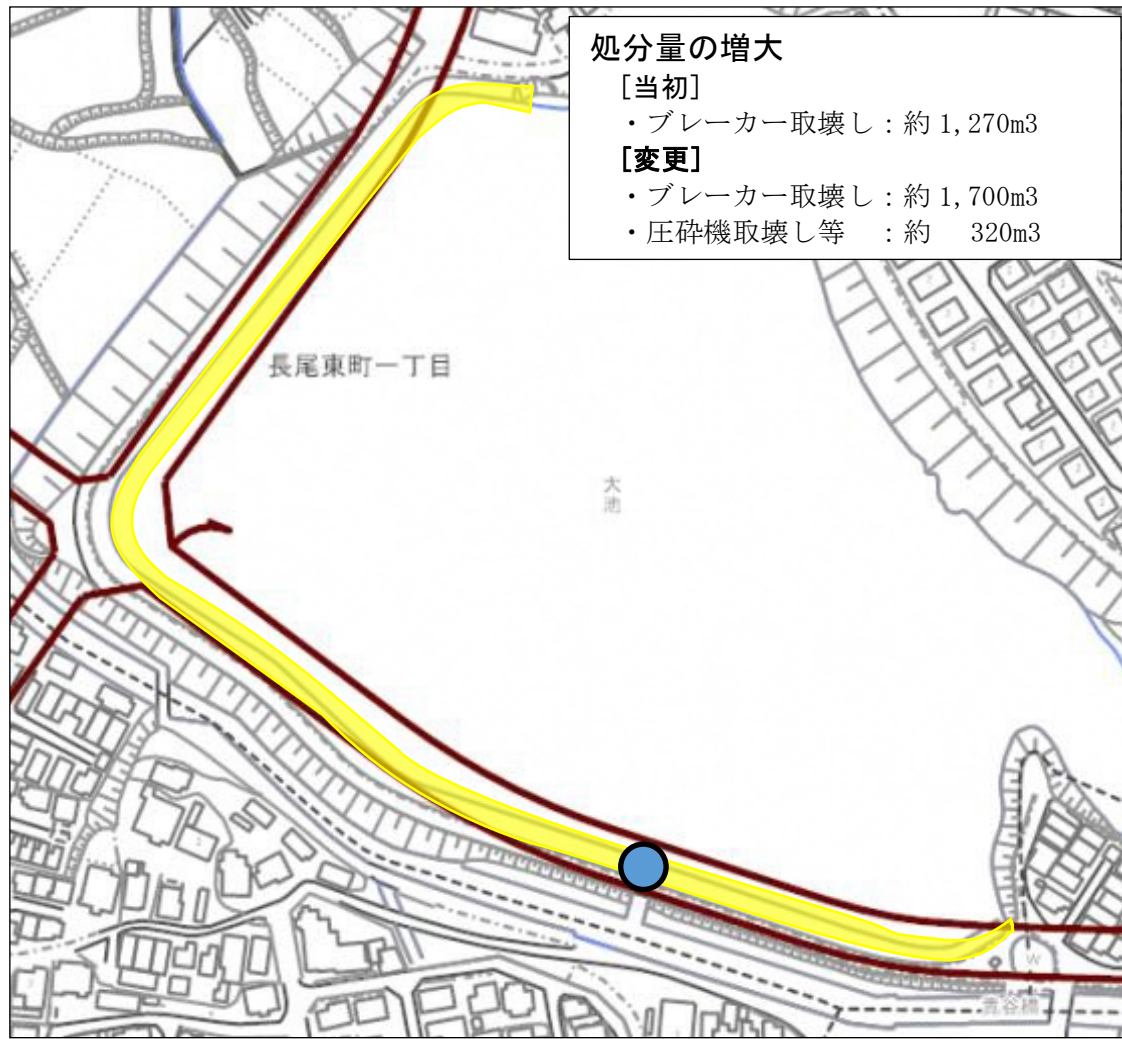 処分量の増大
[当初]
・ブレーカー取壊し:約1,270m3
[変更]
・ブレーカー取壊し:約1,700m3
・圧砕機取壊し等 :約 320m3
長尾東町一丁目
大池
W